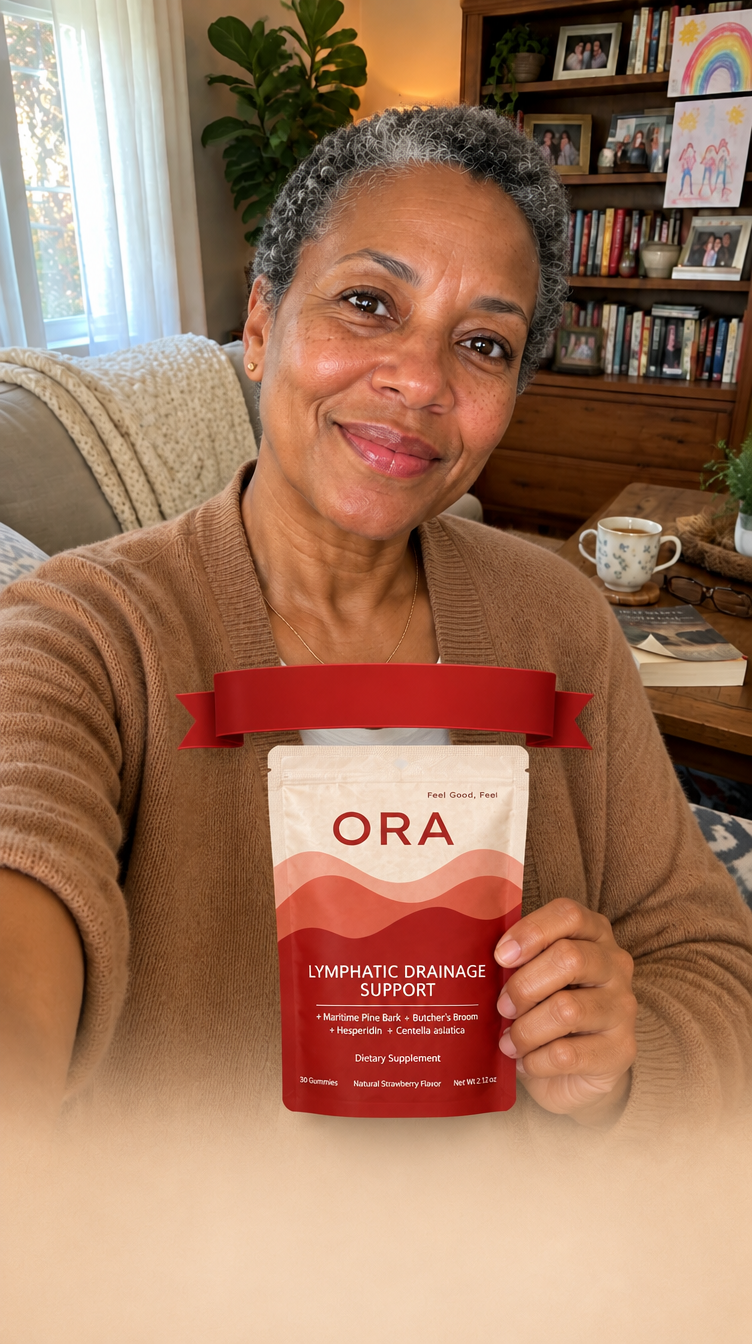 Feel Good, Feel
ORA
LYMPHATIC DRAINAGE
SUPPORT
+ Maritime Pine Bark + Butcher's Broom
+ Hesperidin + Centella asiatica
Dietary Supplement
30 Gummies Natural Strawberry Flavor Net Wt 2.12 oz